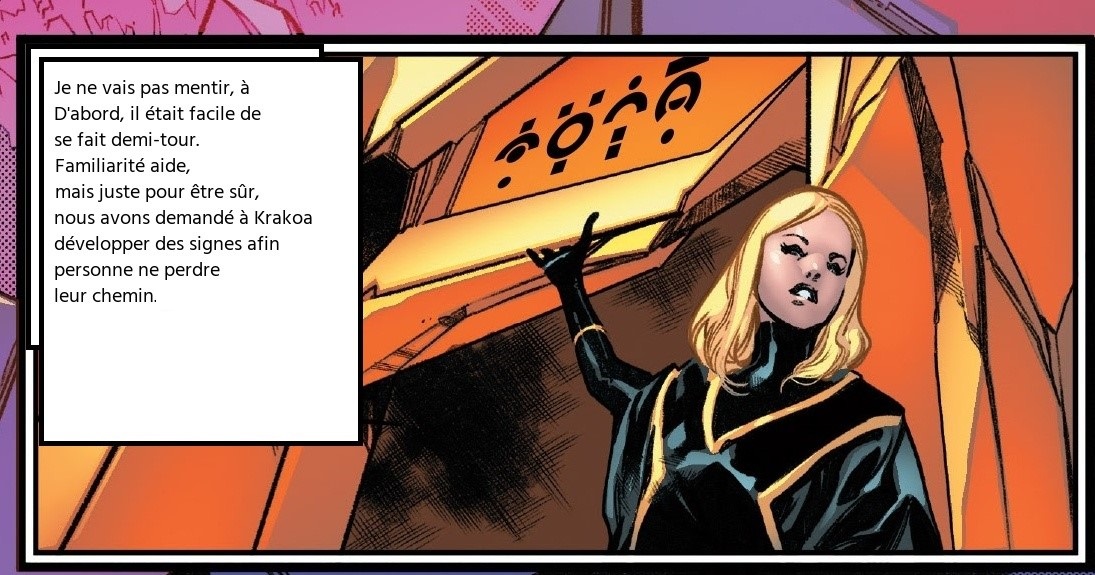 Je ne vais pas mentir, à
D'abord, il était facile de
se fait demi-tour.
Familiarité aide,
mais juste pour être sûr,
nous avons demandé à Krakoa
développer des signes afin
personne ne perdre
leur chemin.